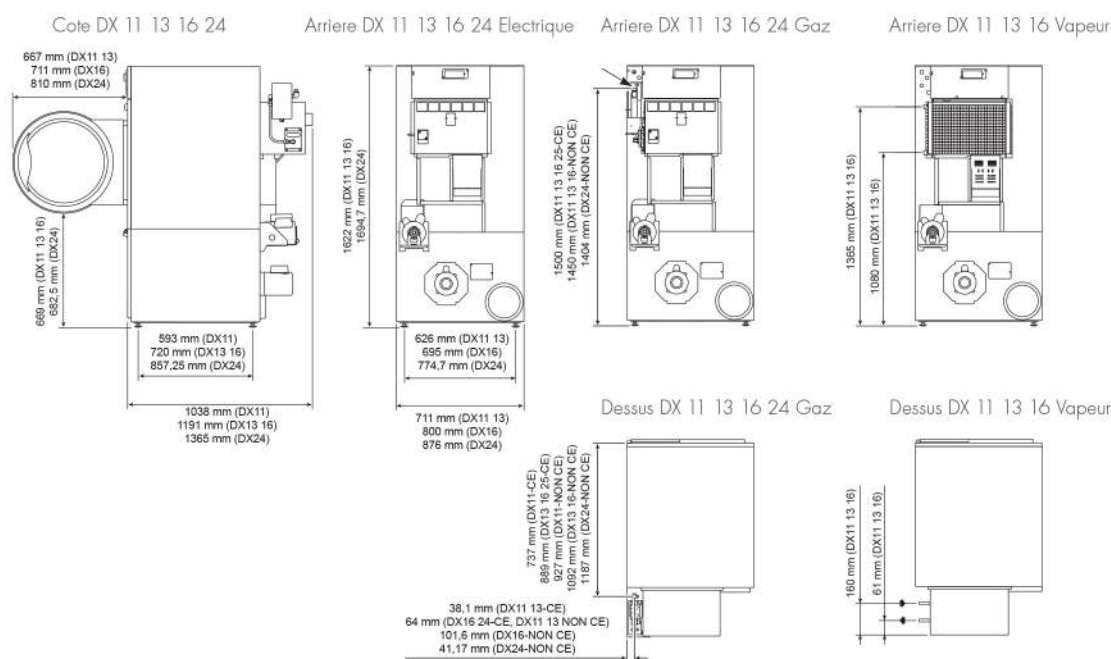 Cote DX 11 13 16 24
667 mm (DX11 13)
711 mm (DX16)
810 mm (DX24)
669 mm (DX11 13 16)
682,5 mm (DX24)
593 mm (DX11)
720 mm (DX13 16)
857,25 mm (DX24)
1038 mm (DX11)
1191 mm (DX13 16)
1365 mm (DX24)
Arriere DX 11 13 16 24 Electrique
1622 mm (DX11 13 16)
1694,7 mm (DX24)
626 mm (DX11 13)
695 mm (DX16)
774,7 mm (DX24)
711 mm (DX11 13)
800 mm (DX16)
876 mm (DX24)
Arriere DX 11 13 16 24 Gaz
1500 mm (DX11 13 16 25-CE)
1450 mm (DX11 13 16-NON CE)
1404 mm (DX24-NON CE)
Arriere DX 11 13 16 Vapeur
1365 mm (DX11 13 16)
1080 mm (DX11 13 16)
Dessus DX 11 13 16 24 Gaz
737 mm (DX11-CE)
889 mm (DX13 16 25-CE)
927 mm (DX11-NON CE)
1092 mm (DX13 16-NON CE)
1187 mm (DX24-NON CE)
38,1 mm (DX11 13-CE)
64 mm (DX16 24-CE, DX11 13 NON CE)
101,6 mm (DX16-NON CE)
41,17 mm (DX24-NON CE)
Dessus DX 11 13 16 Vapeur
160 mm (DX11 13 16)
61 mm (DX11 13 16)